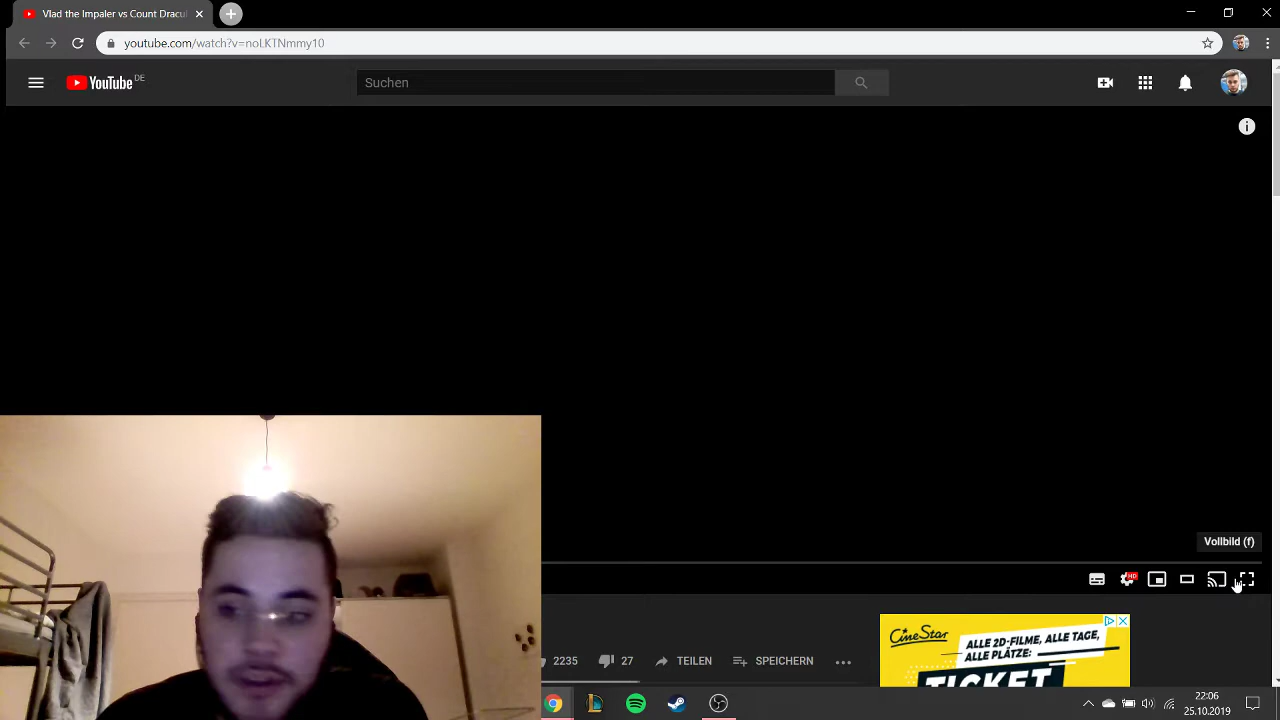 Vlad the Impaler vs Count Dracul
youtube.com/watch?v=noLKTNmmy10
YouTube DE
Suchen
Vollbild (f)
HD
2235 27 TEILEN SPEICHERN
CINESTAR
ALLE 2D-FILME, ALLE TAGE,
ALLE PLÄTZE:
TICKET
22:06
25.10.2019